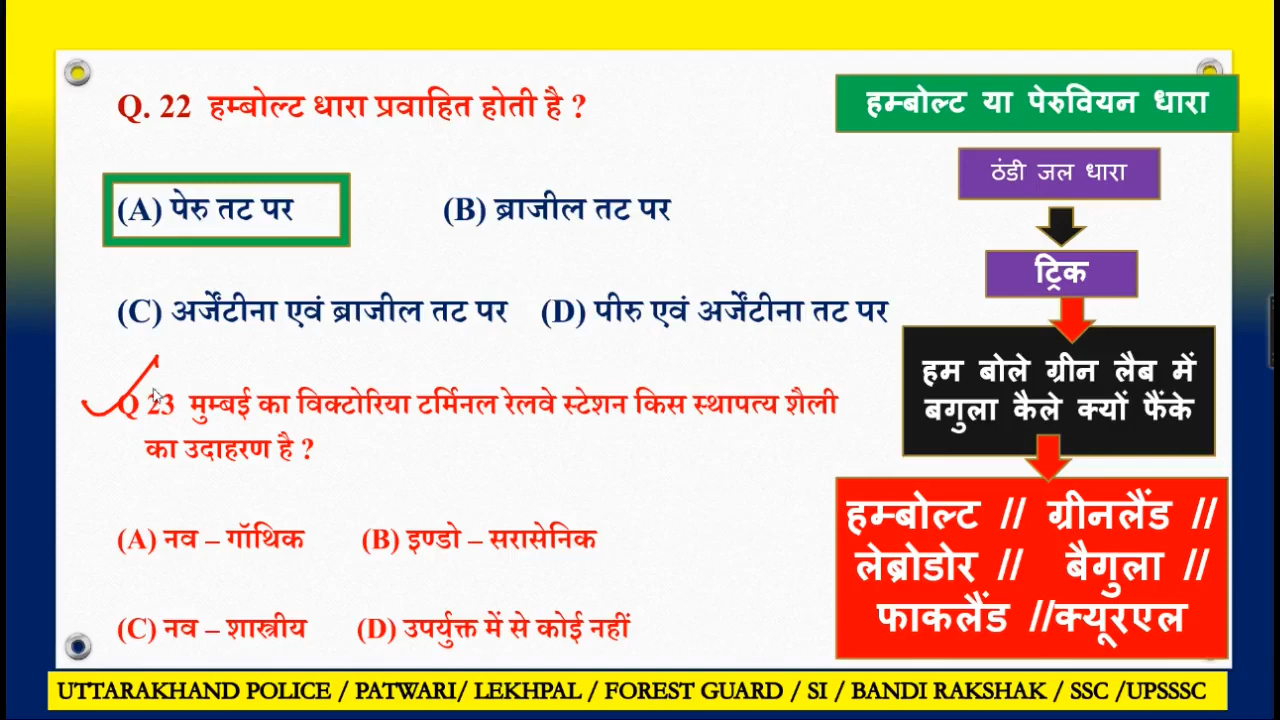 Q. 22 हम्बोल्ट धारा प्रवाहित होती है ?
(A) पेरु तट पर (B) ब्राजील तट पर
(C) अर्जेंटीना एवं ब्राजील तट पर (D) पीरु एवं अर्जेंटीना तट पर
Q 23 मुम्बई का विक्टोरिया टर्मिनल रेलवे स्टेशन किस स्थापत्य शैली
का उदाहरण है ?
(A) नव – गॉथिक (B) इण्डो – सरासेनिक
(C) नव – शास्त्रीय (D) उपर्युक्त में से कोई नहीं
हम्बोल्ट या पेरुवियन धारा
ठंडी जल धारा
ट्रिक
हम बोले ग्रीन लैब में
बगुला कैले क्यों फैंके
हम्बोल्ट // ग्रीनलैंड //
लेब्रोडोर // बैगुला //
फाकलैंड //क्यूरएल
UTTARAKHAND POLICE / PATWARI/ LEKHPAL / FOREST GUARD / SI / BANDI RAKSHAK / SSC /UPSSSC